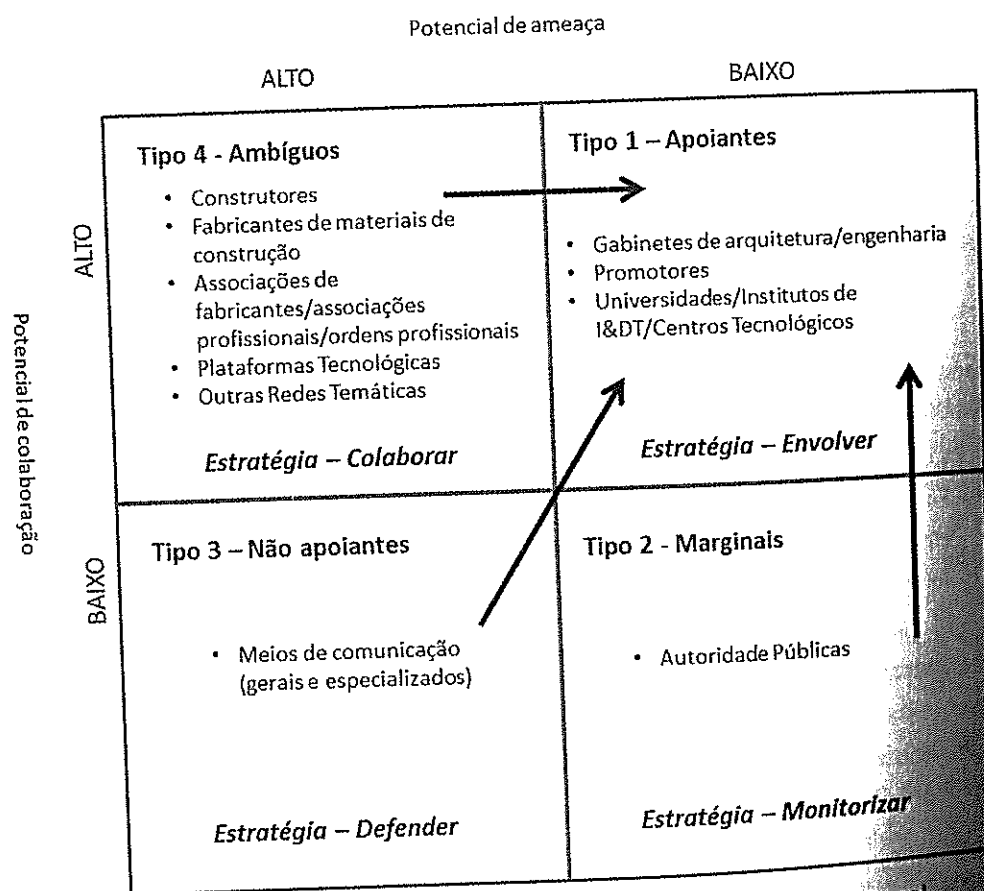 Potencial de ameaça
ALTO
BAIXO
Potencial de colaboração
ALTO
Tipo 4 - Ambíguos
• Construtores
• Fabricantes de materiais de
construção
• Associações de
fabricantes/associações
profissionais/ordens profissionais
• Plataformas Tecnológicas
• Outras Redes Temáticas
Estratégia – Colaborar
Tipo 1 – Apoiantes
• Gabinetes de arquitetura/engenharia
• Promotores
• Universidades/Institutos de
I&DT/Centros Tecnológicos
Estratégia – Envolver
BAIXO
Tipo 3 – Não apoiantes
• Meios de comunicação
(gerais e especializados)
Estratégia – Defender
Tipo 2 - Marginais
• Autoridade Públicas
Estratégia – Monitorizar